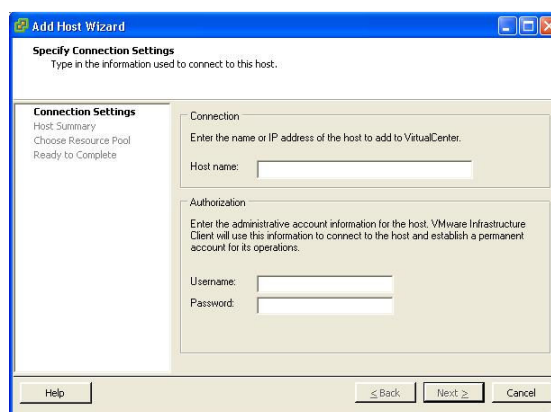 Add Host Wizard
Specify Connection Settings
Type in the information used to connect to this host.
Connection Settings
Host Summary
Choose Resource Pool
Ready to Complete
Connection
Enter the name or IP address of the host to add to VirtualCenter.
Host name:
Authorization
Enter the administrative account information for the host. VMware Infrastructure
Client will use this information to connect to the host and establish a permanent
account for its operations.
Username:
Password:
Help
< Back
Next >
Cancel